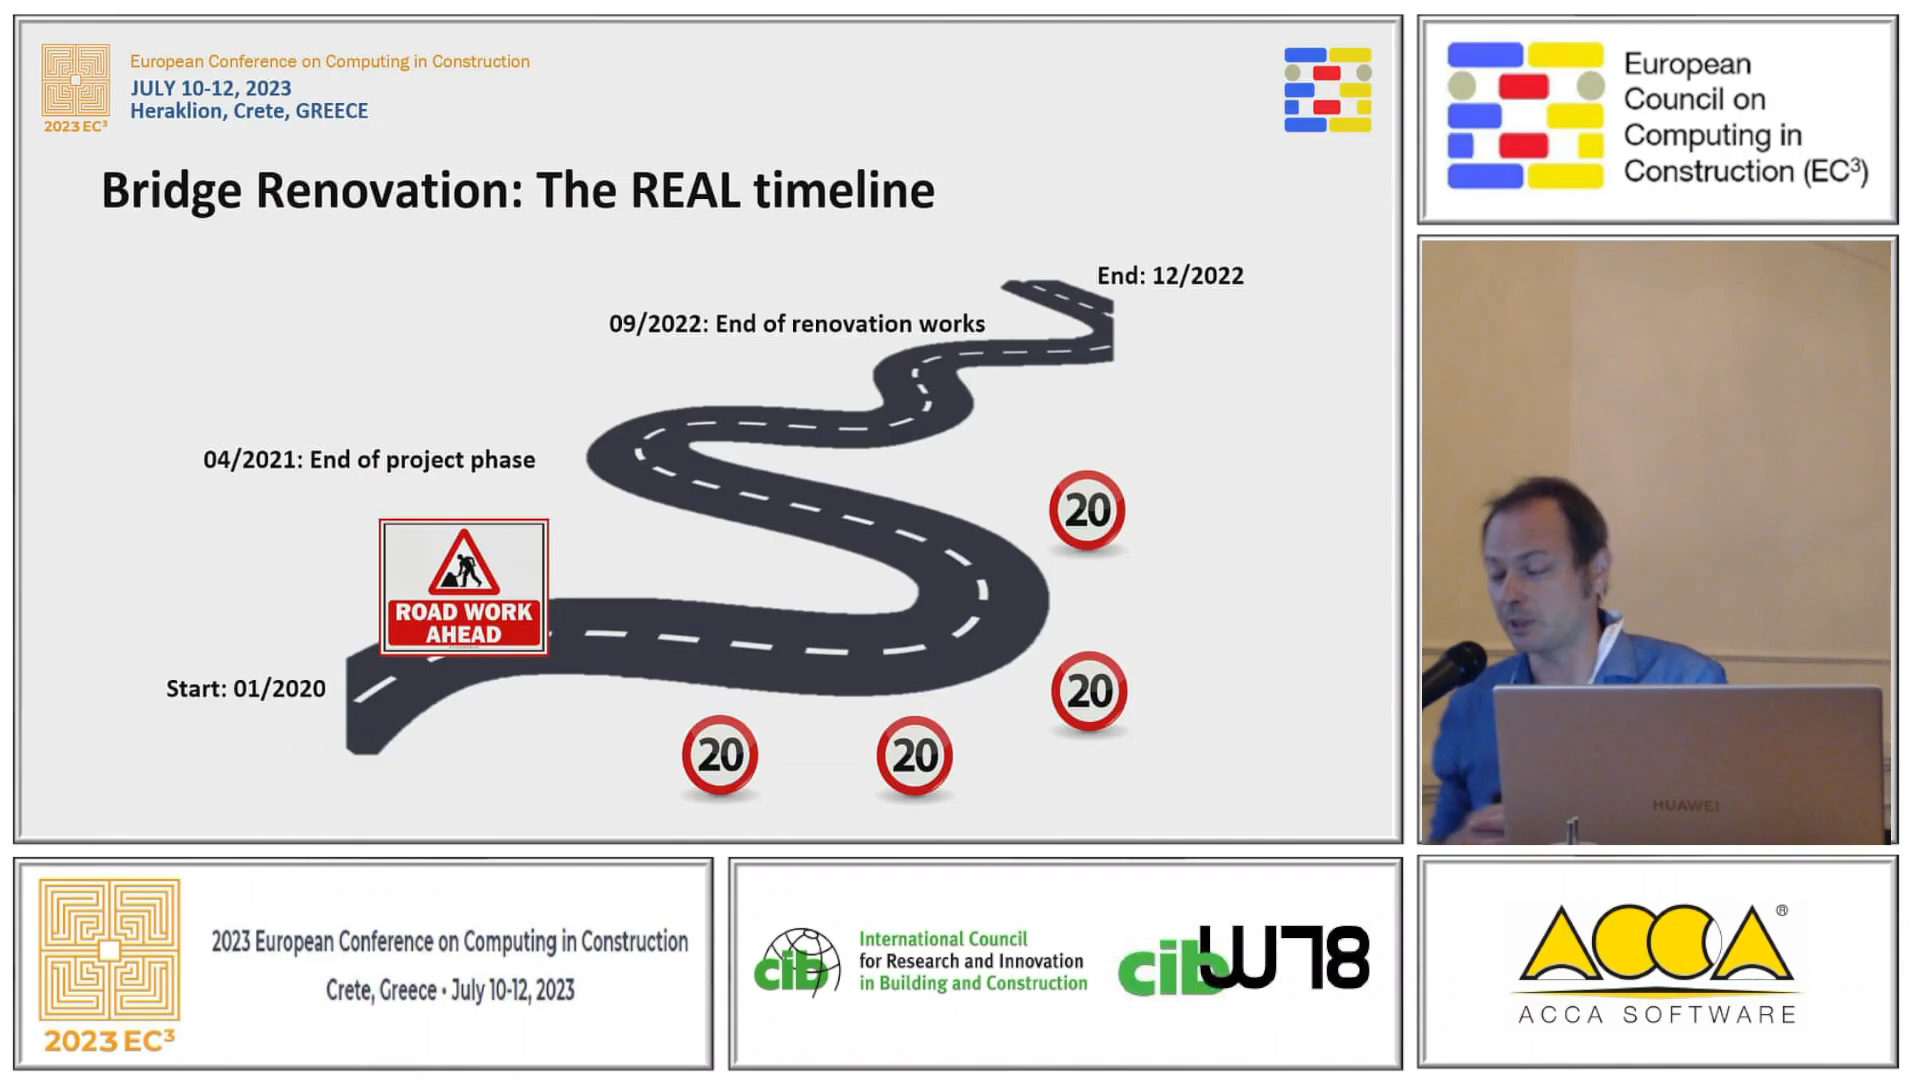 European Conference on Computing in Construction
JULY 10-12, 2023
Heraklion, Crete, GREECE
2023 EC³
Bridge Renovation: The REAL timeline
End: 12/2022
09/2022: End of renovation works
04/2021: End of project phase
20
ROAD WORK
AHEAD
Start: 01/2020
20
20
20
European
Council on
Computing in
Construction (EC³)
HUAWEI
2023 European Conference on Computing in Construction
Crete, Greece • July 10-12, 2023
2023 EC³
cib
International Council
for Research and Innovation
in Building and Construction
cib W78
ACCA
®
ACCA SOFTWARE